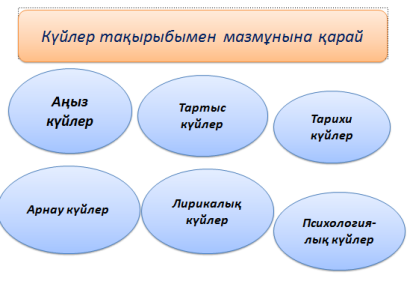 Күйлер тақырыбымен мазмұнына қарай
Аңыз
күйлер
Тартыс
күйлер
Тарихи
күйлер
Арнау күйлер
Лирикалық
күйлер
Психология-
лық күйлер